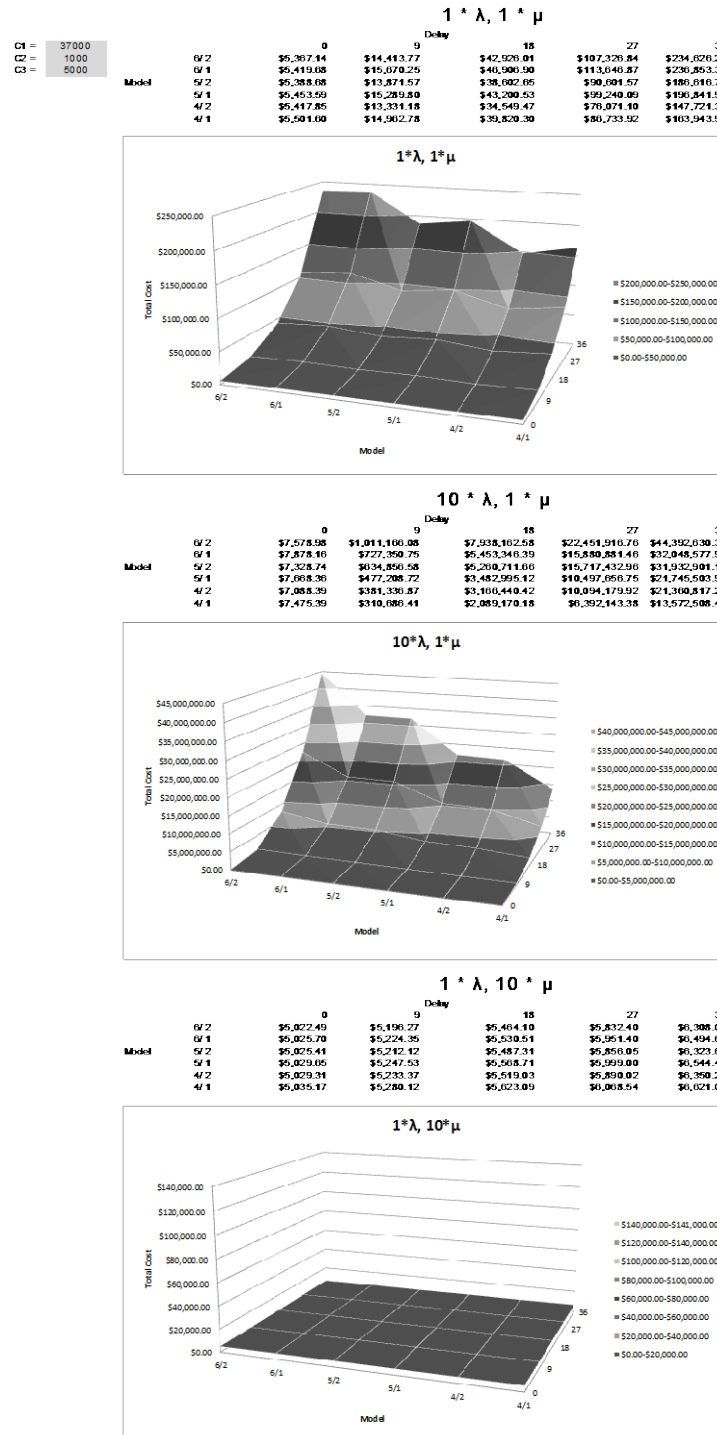 1 * λ, 1 * μ
Delay
C1 = 37000 0 9 18 27
C2 = 1000 6/ 2 $5,367.14 $14,413.77 $42,926.01 $107,326.84
C3 = 5000 6/ 1 $5,419.68 $15,670.25 $46,906.90 $113,646.87
Model 5/ 2 $5,388.68 $13,871.57 $38,602.65 $90,601.57
5/ 1 $5,453.59 $15,289.80 $43,200.53 $99,240.09
4/ 2 $5,417.85 $13,331.18 $34,549.47 $76,071.10
4/ 1 $5,501.60 $14,962.78 $39,820.30 $86,733.92
1*λ, 1*μ
$250,000.00
$200,000.00
$150,000.00
$100,000.00
$50,000.00
$0.00
Total Cost
6/2 6/1 5/2 5/1 4/2 4/1
Model
36
27
18
9
0
$200,000.00-$250,000.00
$150,000.00-$200,000.00
$100,000.00-$150,000.00
$50,000.00-$100,000.00
$0.00-$50,000.00
10 * λ, 1 * μ
Delay
0 9 18 27
6/ 2 $7,578.98 $1,011,166.08 $7,938,162.58 $22,451,916.76
6/ 1 $7,878.16 $727,350.75 $5,453,346.39 $15,880,881.46
Model 5/ 2 $7,328.74 $634,856.58 $5,260,711.66 $15,717,432.96
5/ 1 $7,668.36 $477,208.72 $3,482,995.12 $10,497,656.75
4/ 2 $7,088.39 $381,336.87 $3,166,440.42 $10,094,179.92
4/ 1 $7,475.39 $310,686.41 $2,089,170.18 $6,392,143.38
10*λ, 1*μ
$45,000,000.00
$40,000,000.00
$35,000,000.00
$30,000,000.00
$25,000,000.00
$20,000,000.00
$15,000,000.00
$10,000,000.00
$5,000,000.00
$0.00
Total Cost
6/2 6/1 5/2 5/1 4/2 4/1
Model
36
27
18
9
0
$40,000,000.00-$45,000,000.00
$35,000,000.00-$40,000,000.00
$30,000,000.00-$35,000,000.00
$25,000,000.00-$30,000,000.00
$20,000,000.00-$25,000,000.00
$15,000,000.00-$20,000,000.00
$10,000,000.00-$15,000,000.00
$5,000,000.00-$10,000,000.00
$0.00-$5,000,000.00
1 * λ, 10 * μ
Delay
0 9 18 27
6/ 2 $5,022.49 $5,196.27 $5,464.10 $5,832.40
6/ 1 $5,025.70 $5,224.35 $5,530.51 $5,951.40
Model 5/ 2 $5,025.41 $5,212.12 $5,487.31 $5,856.05
5/ 1 $5,029.65 $5,247.53 $5,568.71 $5,999.00
4/ 2 $5,029.31 $5,233.37 $5,519.03 $5,890.02
4/ 1 $5,035.17 $5,280.12 $5,623.09 $6,068.54
1*λ, 10*μ
$140,000.00
$120,000.00
$100,000.00
$80,000.00
$60,000.00
$40,000.00
$20,000.00
$0.00
Total Cost
6/2 6/1 5/2 5/1 4/2 4/1
Model
36
27
18
9
0
$140,000.00-$141,000.00
$120,000.00-$140,000.00
$100,000.00-$120,000.00
$80,000.00-$100,000.00
$60,000.00-$80,000.00
$40,000.00-$60,000.00
$20,000.00-$40,000.00
$0.00-$20,000.00